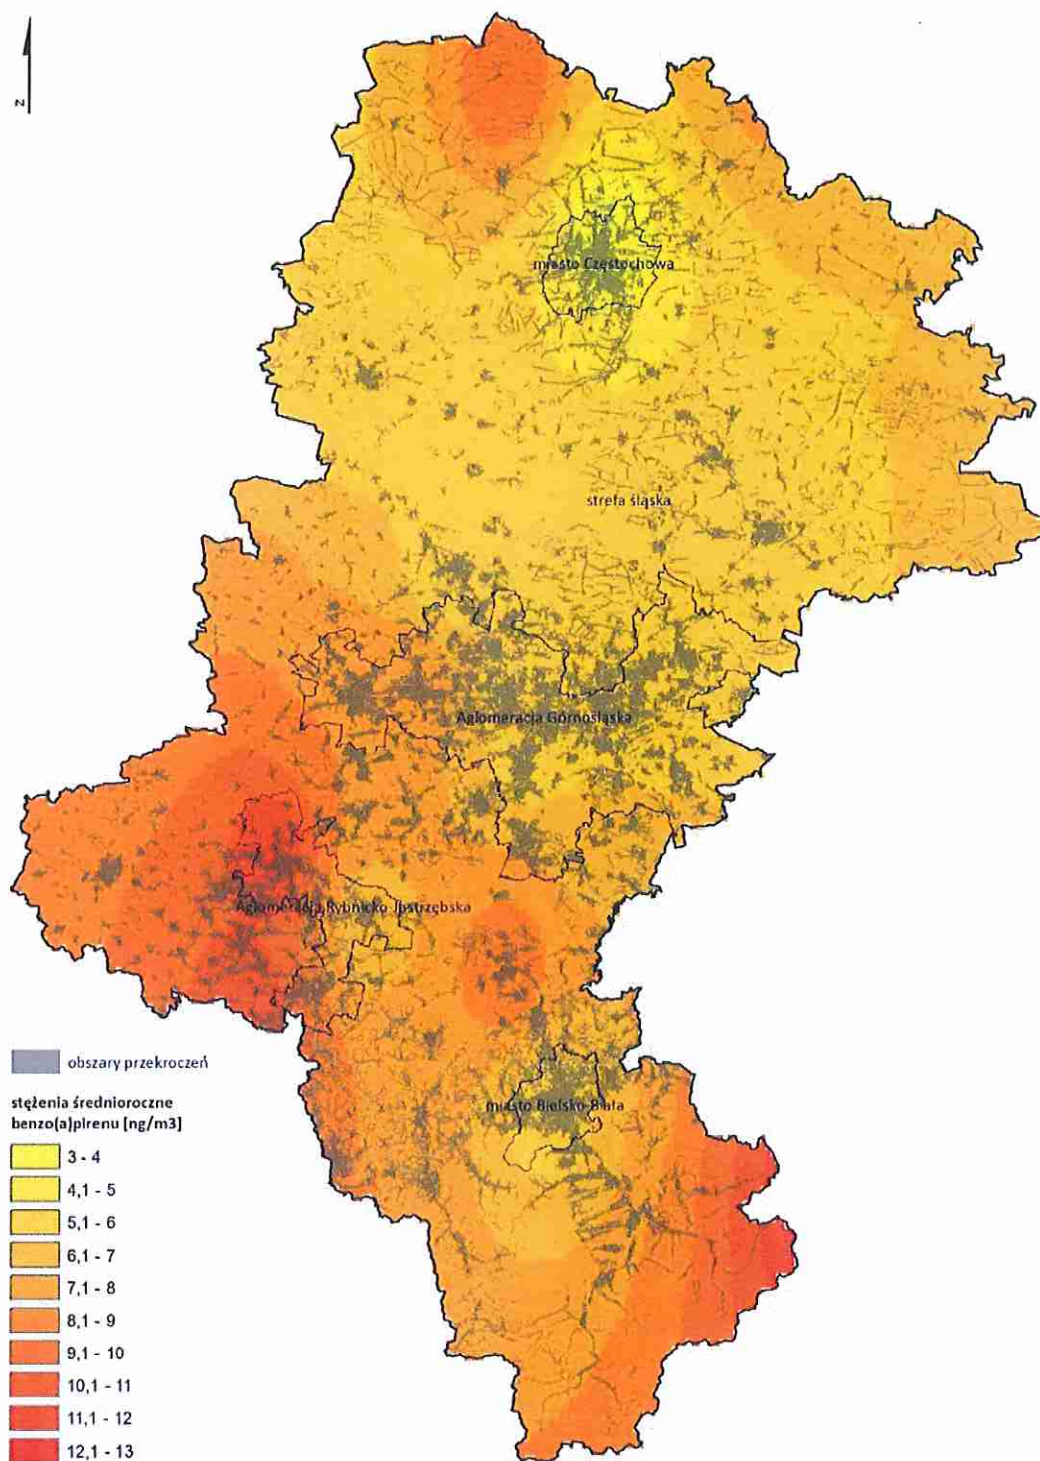 N
miasto Częstochowa
strefa śląska
Aglomeracja Górnośląska
Aglomeracja Rybnicko-Jastrzębska
miasto Bielsko-Biała
obszary przekroczeń
stężenia średnioroczne
benzo(a)pirenu [ng/m3]
3 - 4
4,1 - 5
5,1 - 6
6,1 - 7
7,1 - 8
8,1 - 9
9,1 - 10
10,1 - 11
11,1 - 12
12,1 - 13